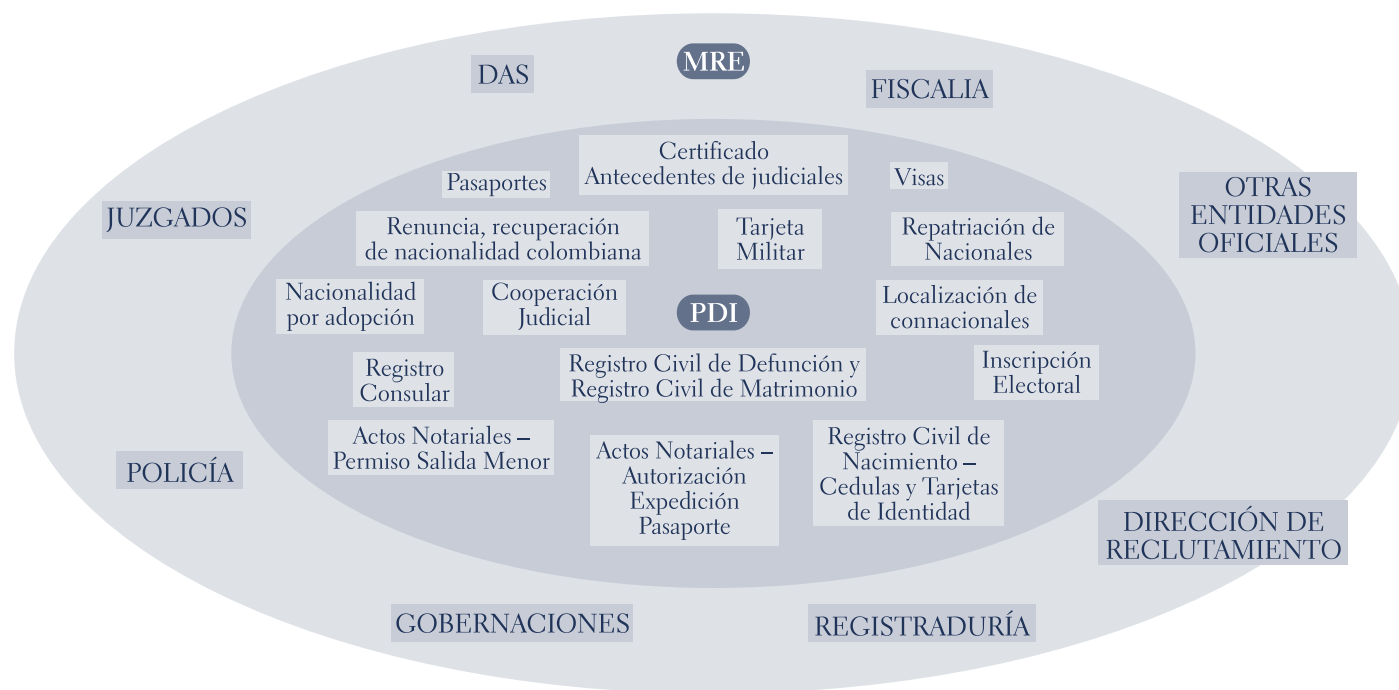 MRE
DAS
FISCALIA
Certificado
Antecedentes de judiciales
Pasaportes
Visas
OTRAS
ENTIDADES
OFICIALES
JUZGADOS
Renuncia, recuperación
de nacionalidad colombiana
Tarjeta
Militar
Repatriación de
Nacionales
Nacionalidad
por adopción
Cooperación
Judicial
PDI
Localización de
connacionales
Registro
Consular
Registro Civil de Defunción y
Registro Civil de Matrimonio
Inscripción
Electoral
Actos Notariales –
Permiso Salida Menor
Actos Notariales –
Autorización
Expedición
Pasaporte
Registro Civil de
Nacimiento –
Cedulas y Tarjetas
de Identidad
POLICÍA
DIRECCIÓN DE
RECLUTAMIENTO
GOBERNACIONES
REGISTRADURÍA